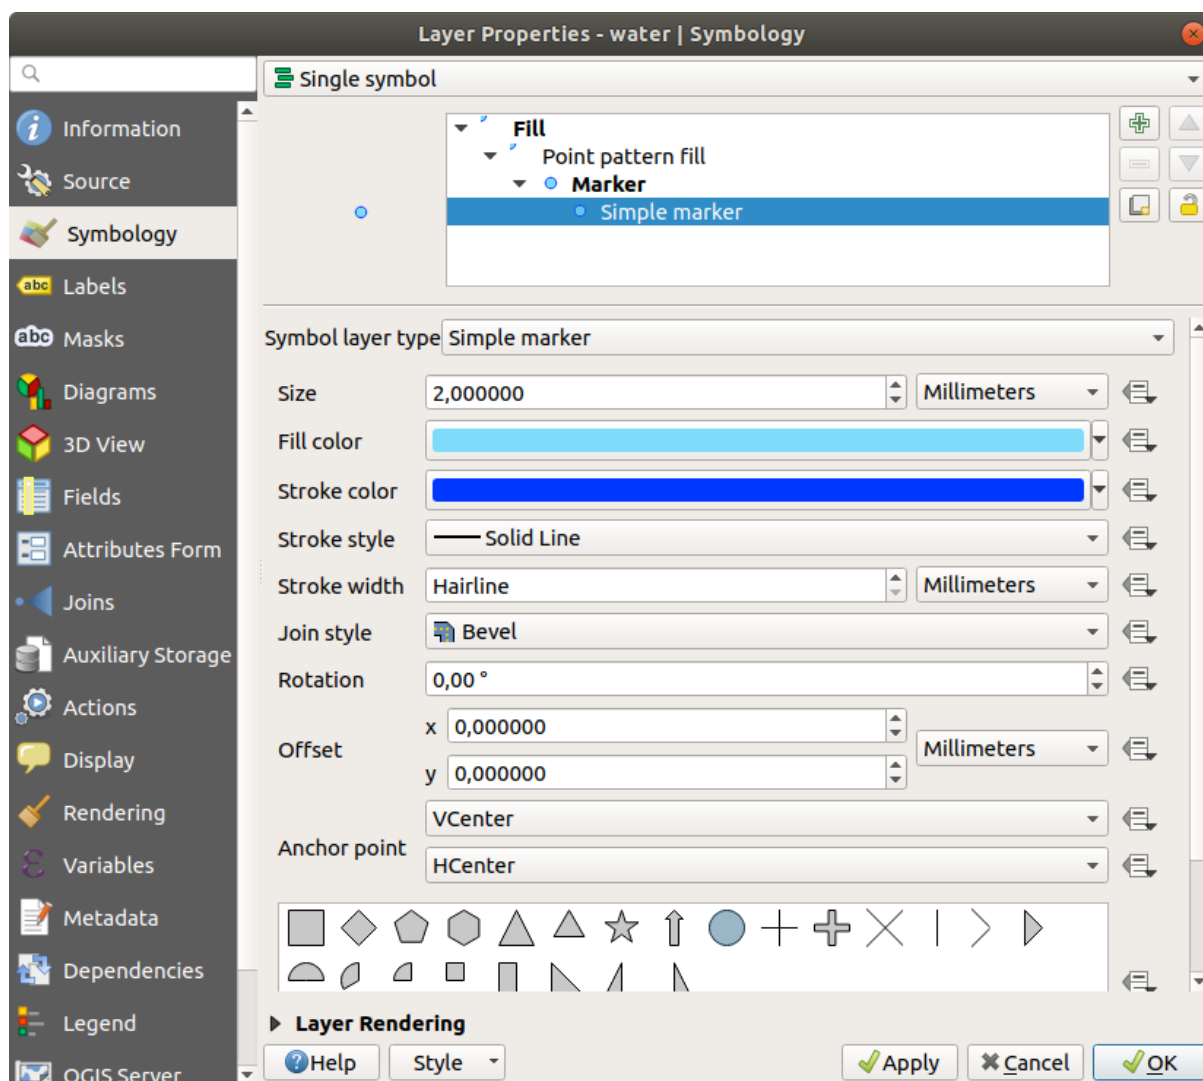 Layer Properties - water | Symbology
Single symbol
Information
Source
Symbology
abc Labels
abc Masks
Diagrams
3D View
Fields
Attributes Form
Joins
Auxiliary Storage
Actions
Display
Rendering
Variables
Metadata
Dependencies
Legend
QGIS Server
Fill
Point pattern fill
Marker
Simple marker
Symbol layer type Simple marker
Size 2,000000 Millimeters
Fill color
Stroke color
Stroke style Solid Line
Stroke width Hairline Millimeters
Join style Bevel
Rotation 0,00 °
Offset x 0,000000 Millimeters
y 0,000000
Anchor point VCenter
HCenter
Layer Rendering
Help Style Apply Cancel OK